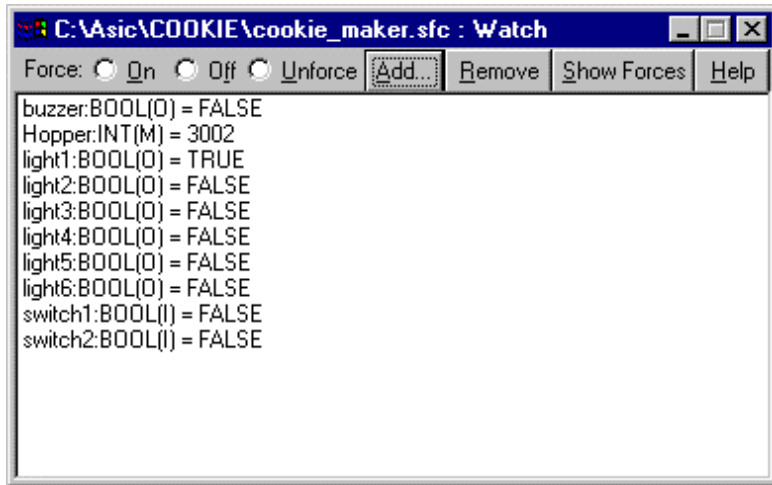 C:\Asic\COOKIE\cookie_maker.sfc : Watch
Force: On Off Unforce Add... Remove Show Forces Help
buzzer:BOOL(O) = FALSE
Hopper:INT(M) = 3002
light1:BOOL(O) = TRUE
light2:BOOL(O) = FALSE
light3:BOOL(O) = FALSE
light4:BOOL(O) = FALSE
light5:BOOL(O) = FALSE
light6:BOOL(O) = FALSE
switch1:BOOL(I) = FALSE
switch2:BOOL(I) = FALSE